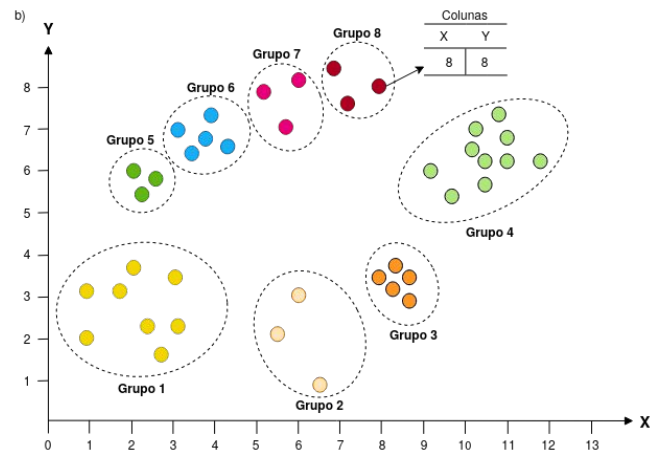 b)
Y
Colunas
X Y
8 8
Grupo 8
Grupo 7
Grupo 6
Grupo 5
Grupo 4
Grupo 3
Grupo 1
Grupo 2
8
7
6
5
4
3
2
1
X
0 1 2 3 4 5 6 7 8 9 10 11 12 13